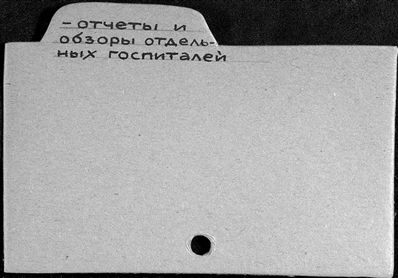 – отчеты и
обзоры отдель-
ных госпиталей